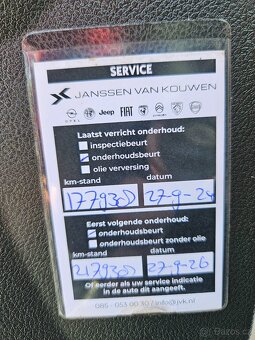 SERVICE
JANSSEN VAN KOUWEN
OPEL Jeep FIAT
Laatst verricht onderhoud:
inspectiebeurt
onderhoudsbeurt
olie verversing
km-stand datum
27-9-24
Eerst volgende onderhoud:
onderhoudsbeurt
onderhoudsbeurt zonder olie
km-stand datum
27-9-26
Of eerder als uw service indicatie
in de auto dit aangeeft.
085 - 053 00 30 / info@jvk.nl